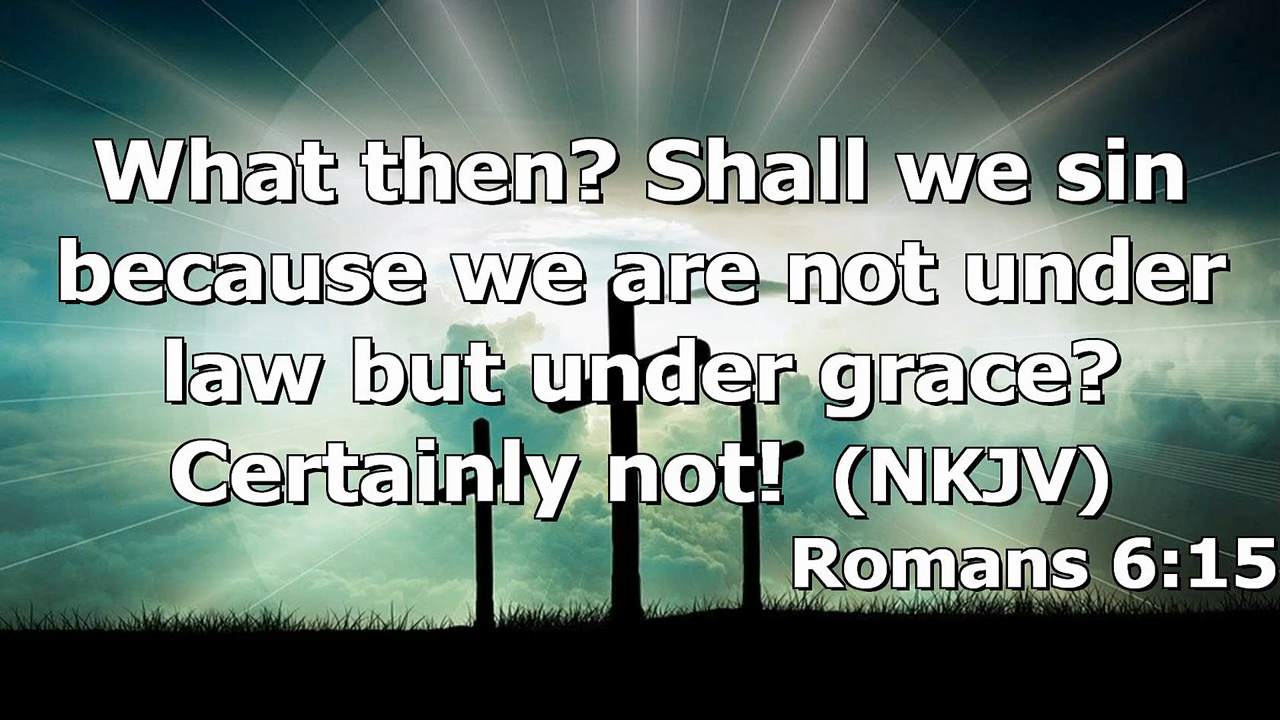 What then? Shall we sin
because we are not under
law but under grace?
Certainly not! (NKJV)
Romans 6:15